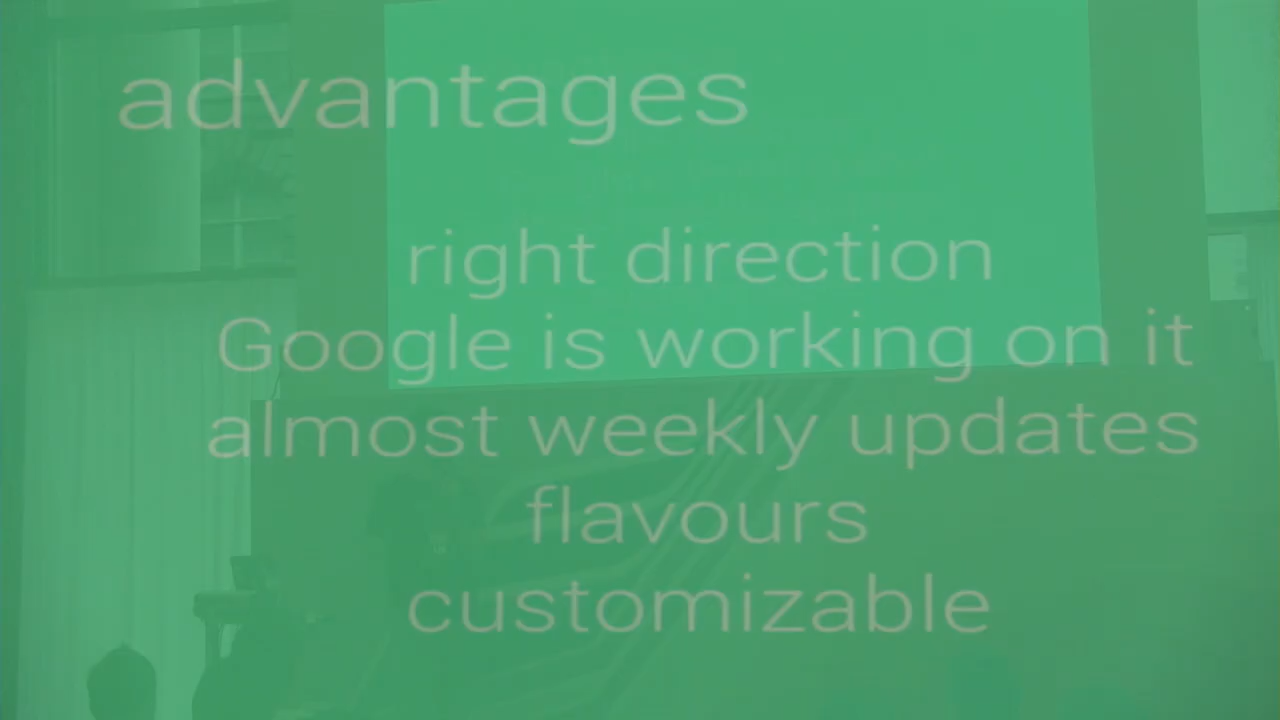 advantages
right direction
Google is working on it
almost weekly updates
flavours
customizable